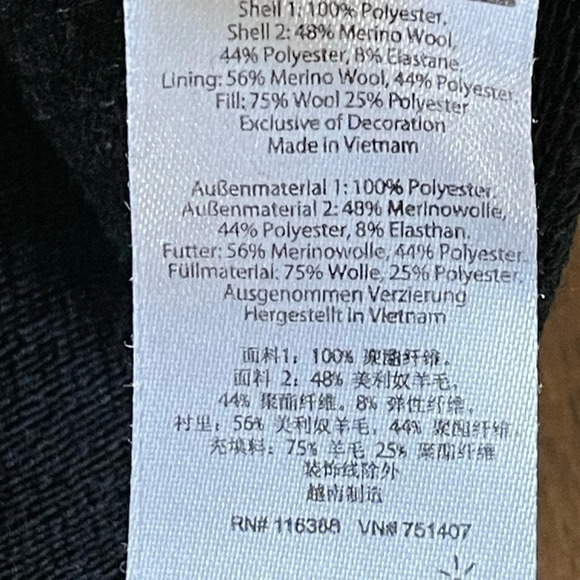 Shell 1: 100% Polyester.
Shell 2: 48% Merino Wool,
44% Polyester, 8% Elastane.
Lining: 56% Merino Wool, 44% Polyester.
Fill: 75% Wool 25% Polyester
Exclusive of Decoration
Made in Vietnam
Außenmaterial 1: 100% Polyester.
Außenmaterial 2: 48% Merinowolle,
44% Polyester, 8% Elasthan.
Futter: 56% Merinowolle, 44% Polyester.
Füllmaterial: 75% Wolle, 25% Polyester.
Ausgenommen Verzierung
Hergestellt in Vietnam
面料1: 100% 聚酯纤维.
面料 2: 48% 美利奴羊毛,
44% 聚酯纤维. 8% 弹性纤维.
衬里: 56% 美利奴羊毛, 44% 聚酯纤维.
充填料: 75% 羊毛 25% 聚酯纤维
装饰线除外
越南制造
RN# 116388 VN# 751407